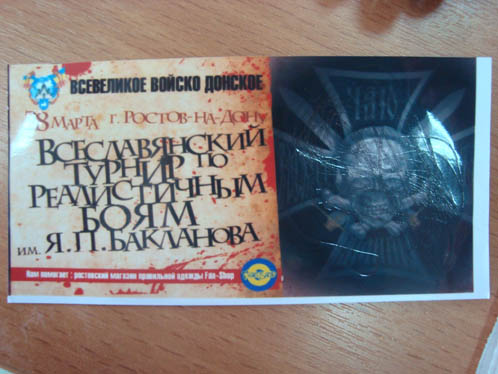 ВСЕВЕЛИКОЕ ВОЙСКО ДОНСКОЕ
8 МАРТА г. РОСТОВ-НА-ДОНУ
ВСЕСЛАВЯНСКИЙ
ТУРНИР ПО
РЕАЛИСТИЧНЫМ
БОЯМ
ИМ. Я.П.БАКЛАНОВА
Нам помогает : ростовский магазин правильной одежды Fan-Shop